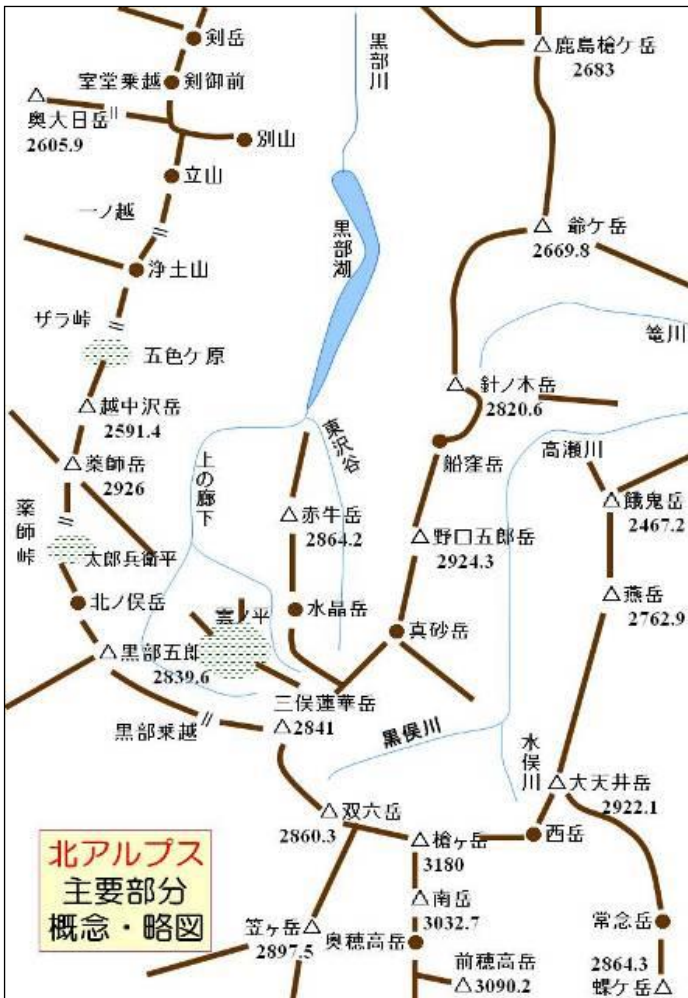 剣岳
黒部川
鹿島槍ケ岳
2683
室堂乗越
剣御前
奥大日岳
2605.9
別山
立山
一ノ越
爺ケ岳
2669.8
黒部湖
浄土山
ザラ峠
五色ケ原
篭川
針ノ木岳
2820.6
越中沢岳
2591.4
東沢谷
船窪岳
高瀬川
上の廊下
薬師岳
2926
餓鬼岳
2467.2
薬師峠
赤牛岳
2864.2
野口五郎岳
2924.3
太郎兵衛平
燕岳
2762.9
北ノ俣岳
雲ノ平
水晶岳
真砂岳
黒部五郎
2839.6
三俣蓮華岳
2841
黒部乗越
黒俣川
水俣川
大天井岳
2922.1
双六岳
2860.3
槍ヶ岳
3180
西岳
北アルプス
主要部分
概念・略図
南岳
3032.7
笠ヶ岳
2897.5
奥穂高岳
前穂高岳
3090.2
常念岳
2864.3
蝶ケ岳